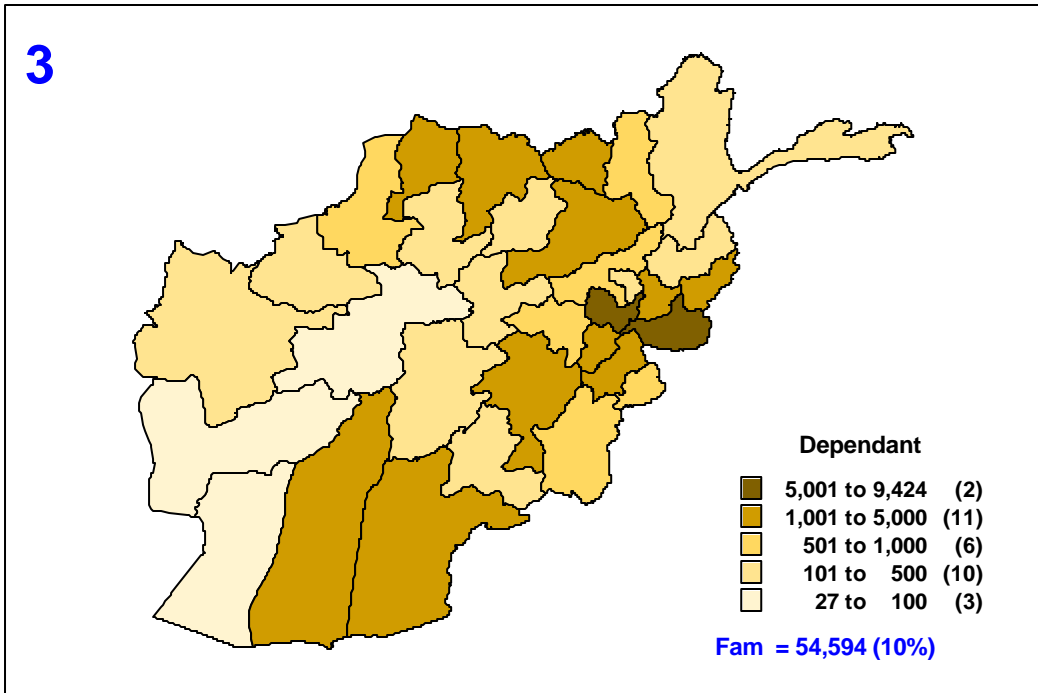 3
Dependant
5,001 to 9,424 (2)
1,001 to 5,000 (11)
501 to 1,000 (6)
101 to 500 (10)
27 to 100 (3)
Fam = 54,594 (10%)